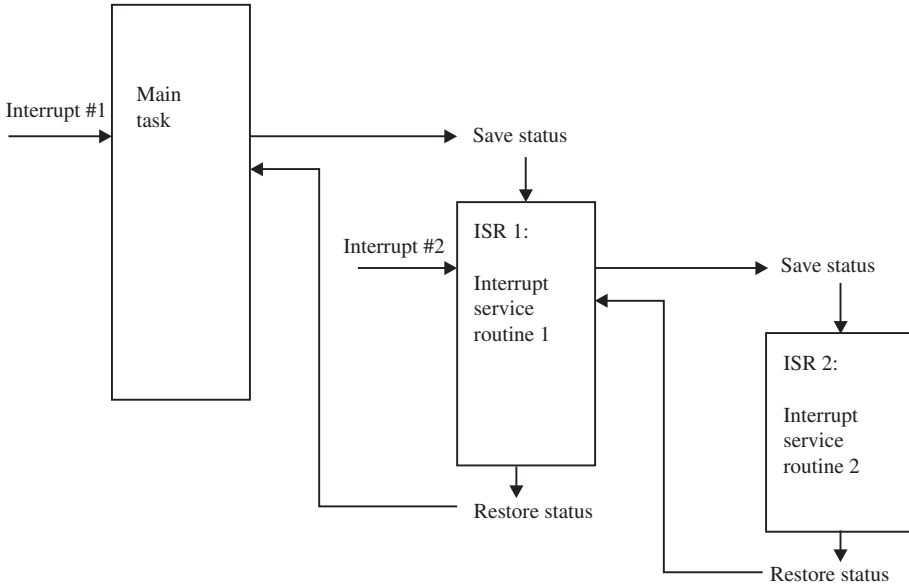 Main
task
Interrupt #1
Save status
ISR 1:
Interrupt #2
Interrupt
service
routine 1
Save status
ISR 2:
Interrupt
service
routine 2
Restore status
Restore status